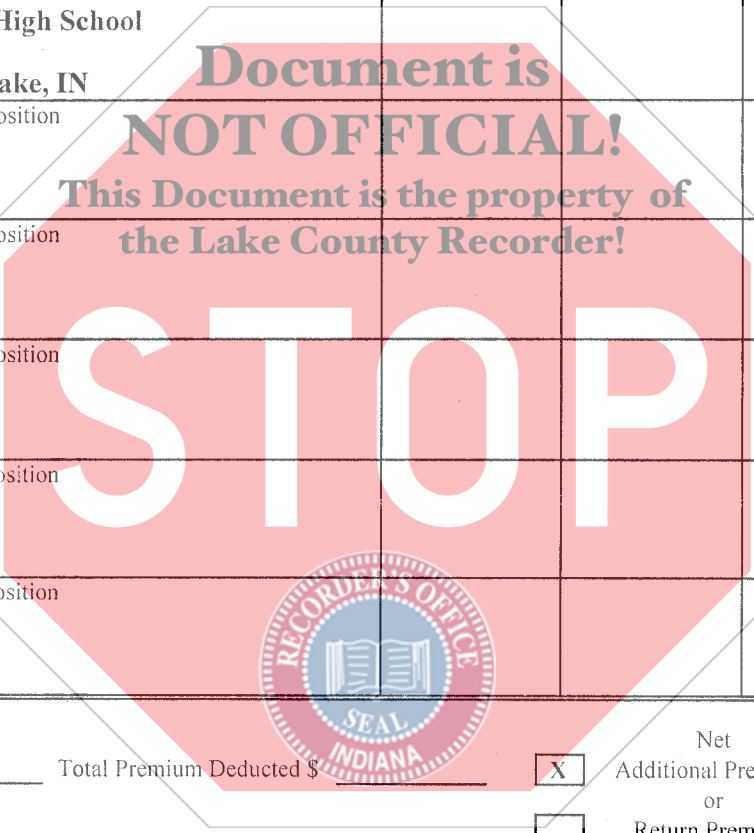 High School
Document is
ake, IN
osition
NOT OFFICIAL!
This Document is the property of
osition
the Lake County Recorder!
STOP
osition
osition
osition
RECORDER'S OFFICE
SEAL
INDIANA
Net
Total Premium Deducted $
X
Additional Pre
or
Return Prem